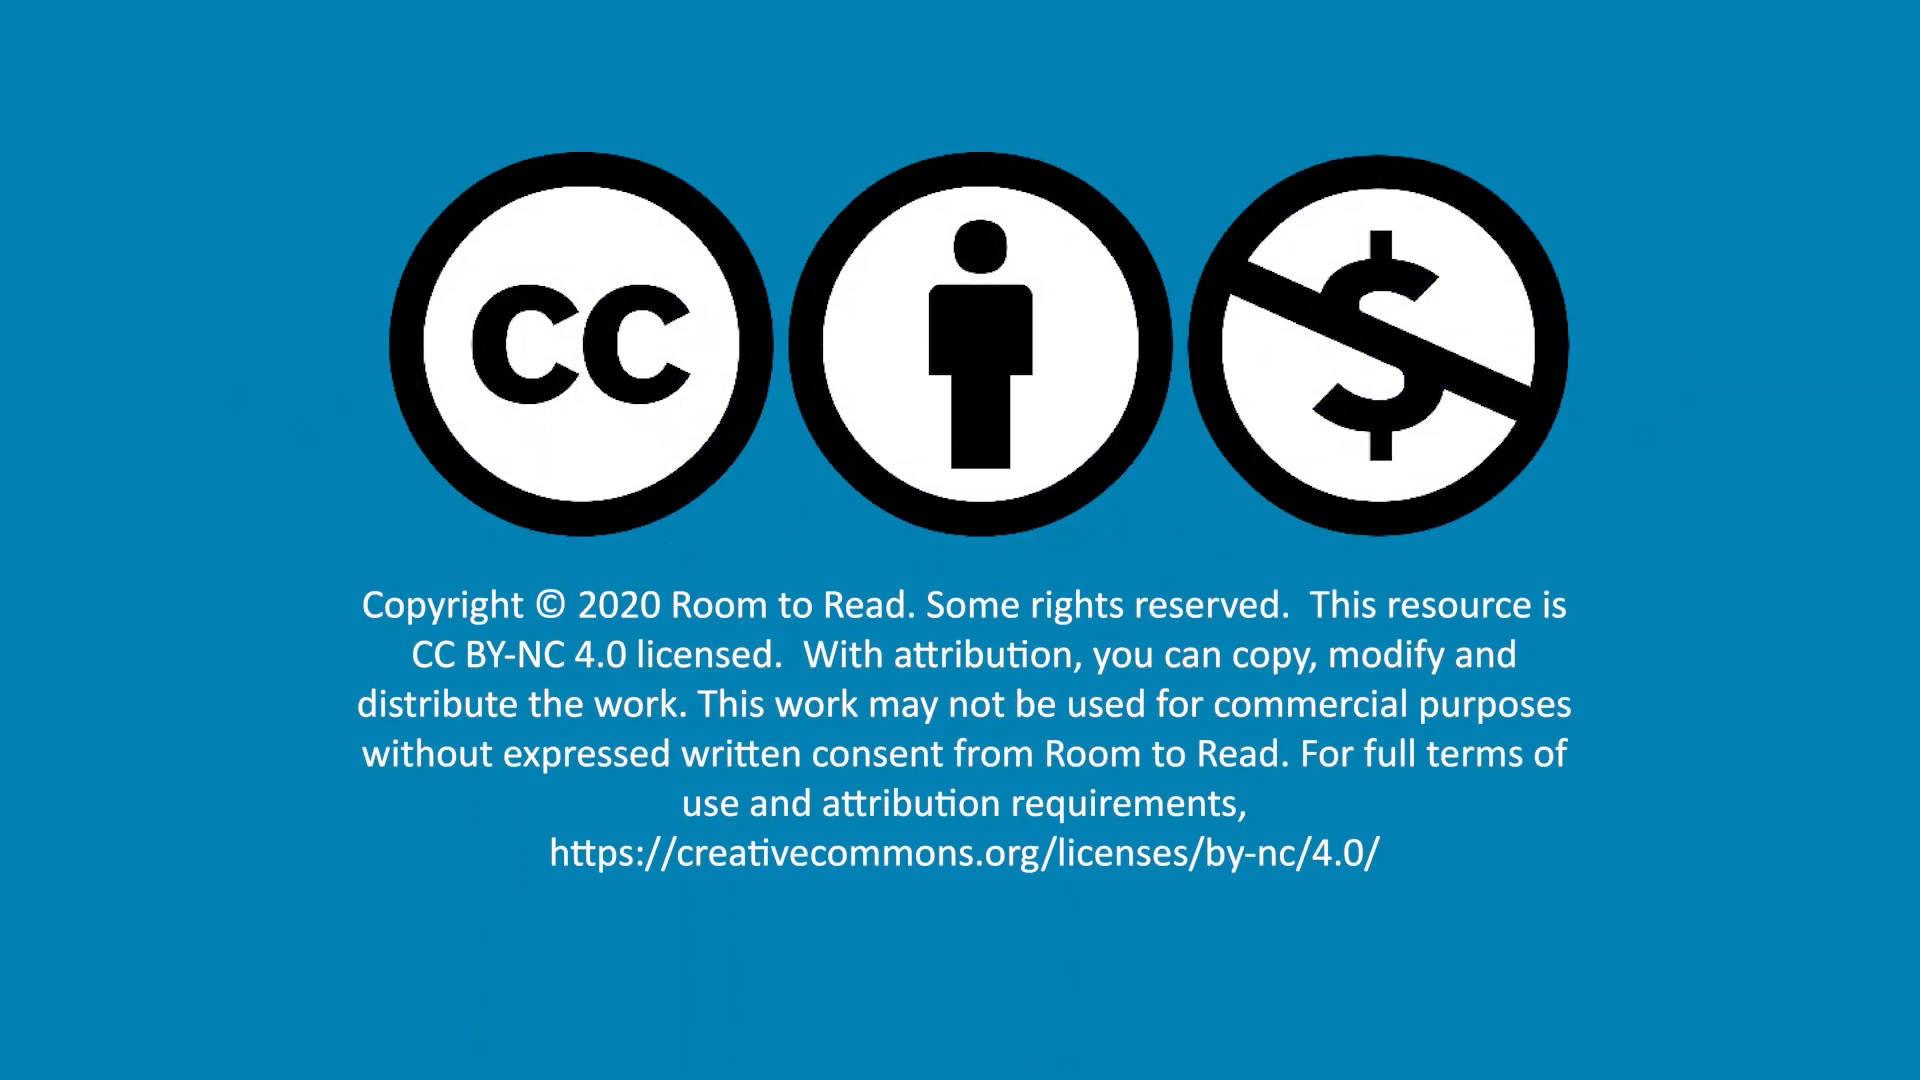 cc
$
Copyright © 2020 Room to Read. Some rights reserved.  This resource is
CC BY-NC 4.0 licensed.  With attribution, you can copy, modify and
distribute the work. This work may not be used for commercial purposes
without expressed written consent from Room to Read. For full terms of
use and attribution requirements,
https://creativecommons.org/licenses/by-nc/4.0/